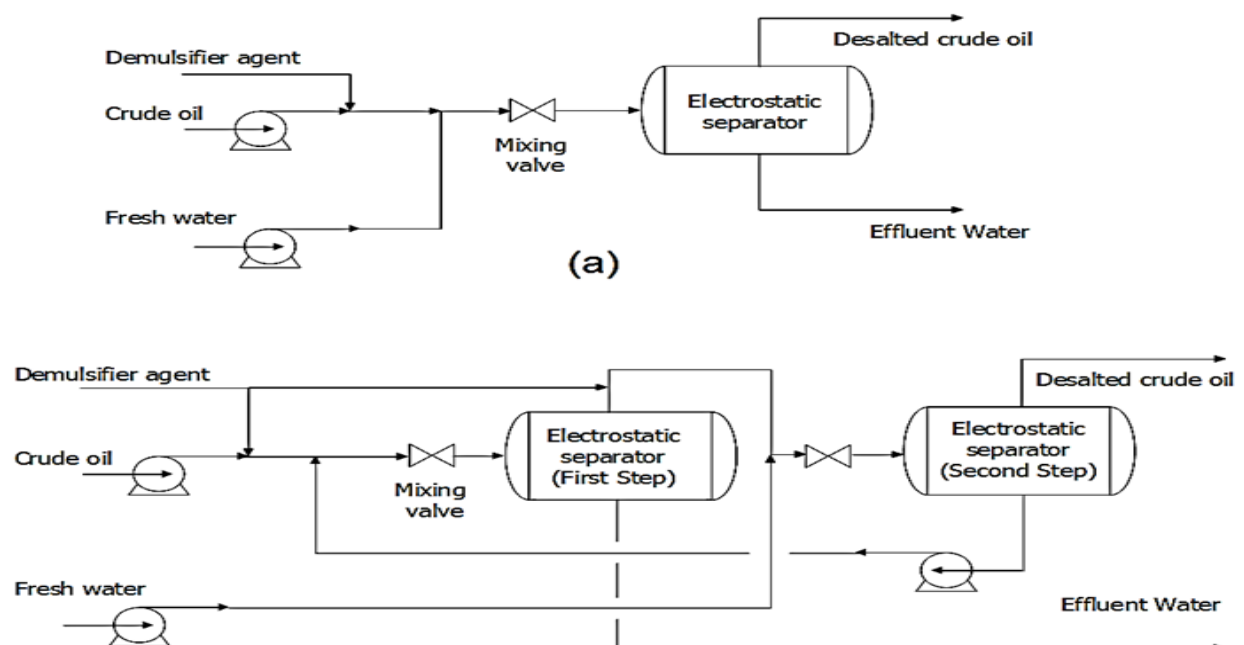 Desalted crude oil
Demulsifier agent
Electrostatic
separator
Crude oil
Mixing
valve
Fresh water
Effluent Water
(a)
Demulsifier agent
Desalted crude oil
Electrostatic
separator
(First Step)
Electrostatic
separator
(Second Step)
Crude oil
Mixing
valve
Fresh water
Effluent Water